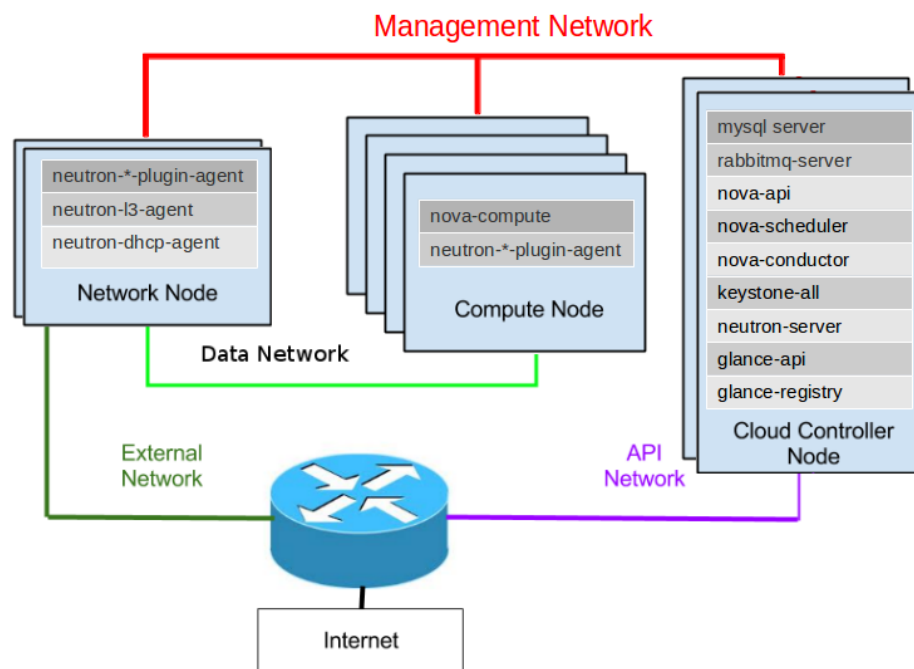 Management Network
neutron-*-plugin-agent
neutron-l3-agent
neutron-dhcp-agent
Network Node
nova-compute
neutron-*-plugin-agent
Compute Node
mysql server
rabbitmq-server
nova-api
nova-scheduler
nova-conductor
keystone-all
neutron-server
glance-api
glance-registry
Cloud Controller
Node
Data Network
External
Network
API
Network
Internet